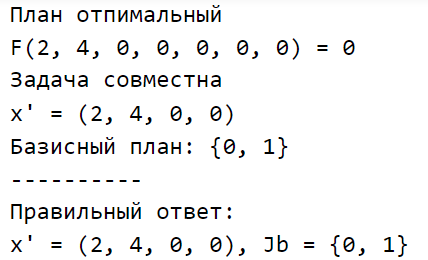 План отпимальный
F(2, 4, 0, 0, 0, 0, 0) = 0
Задача совместна
x' = (2, 4, 0, 0)
Базисный план: {0, 1}
----------
Правильный ответ:
x' = (2, 4, 0, 0), Jb = {0, 1}